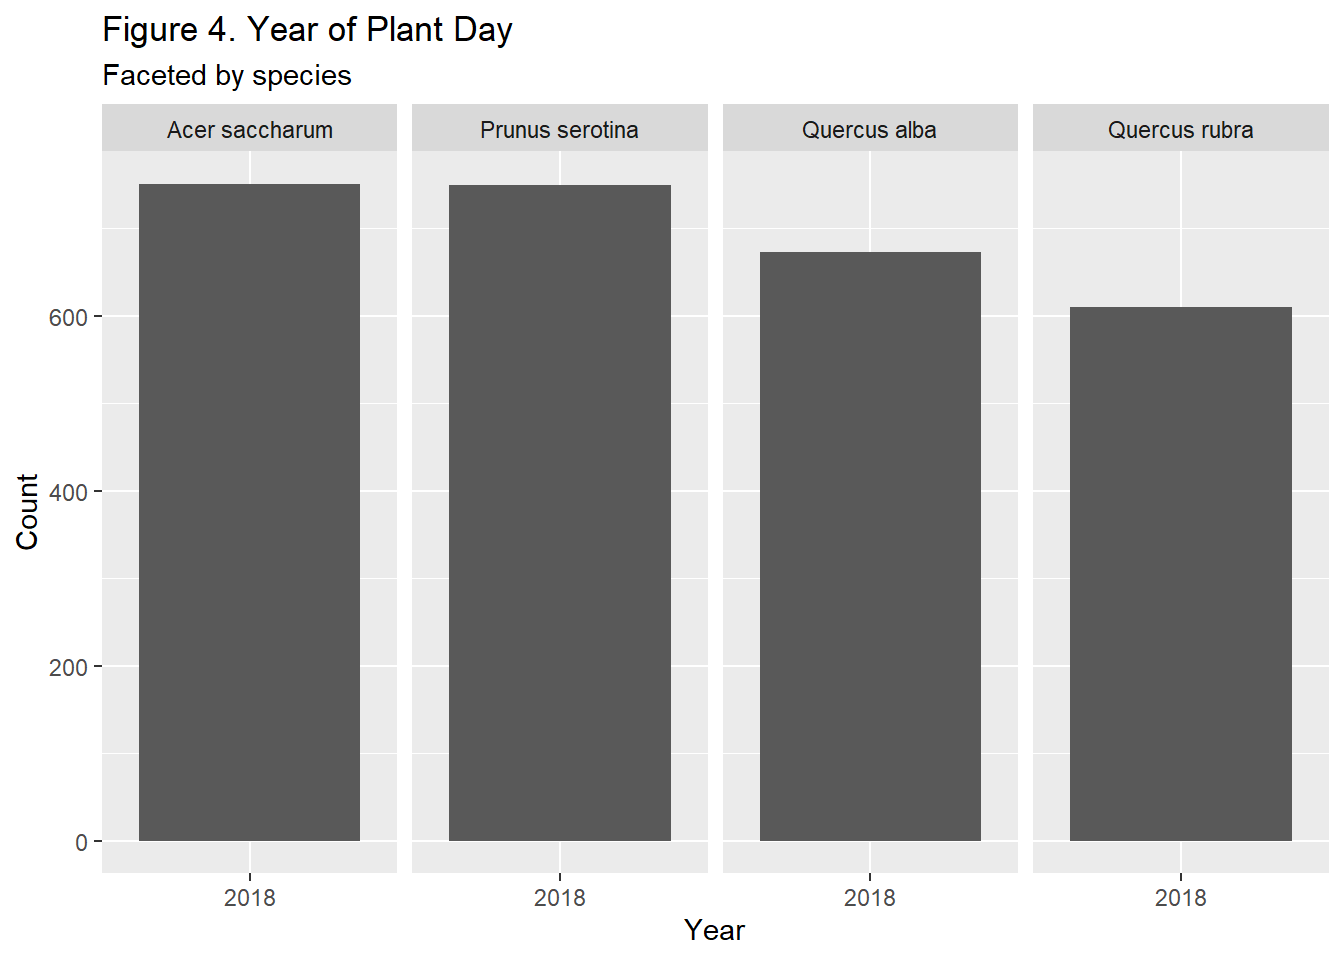 Figure 4. Year of Plant Day
Faceted by species
Acer saccharum
Prunus serotina
Quercus alba
Quercus rubra
600
400
200
0
Count
2018
2018
2018
2018
Year